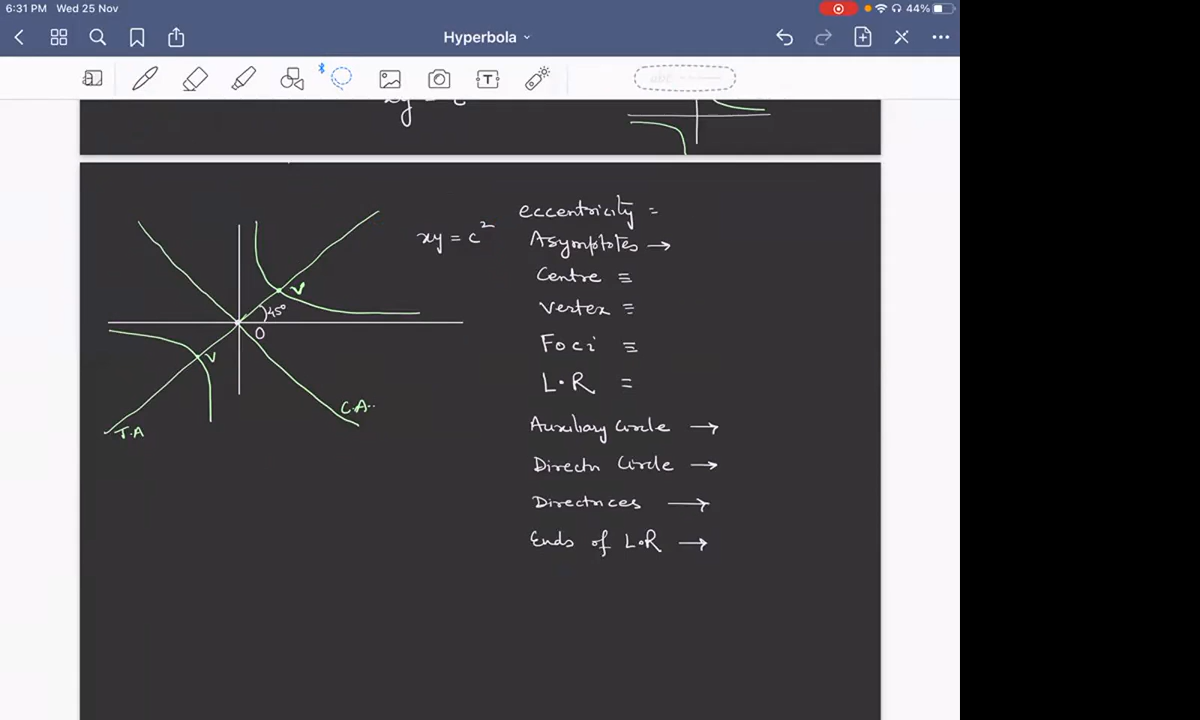 6:31 PM Wed 25 Nov
44%
Hyperbola
T
eccentricity =
xy = c²
Asymptotes →
Centre ≡
Vertex ≡
V
45°
O
Foci ≡
V
L.R =
C.A..
T.A
Auxiliary Circle →
Directn Circle →
Directrices →
Ends of L.R →